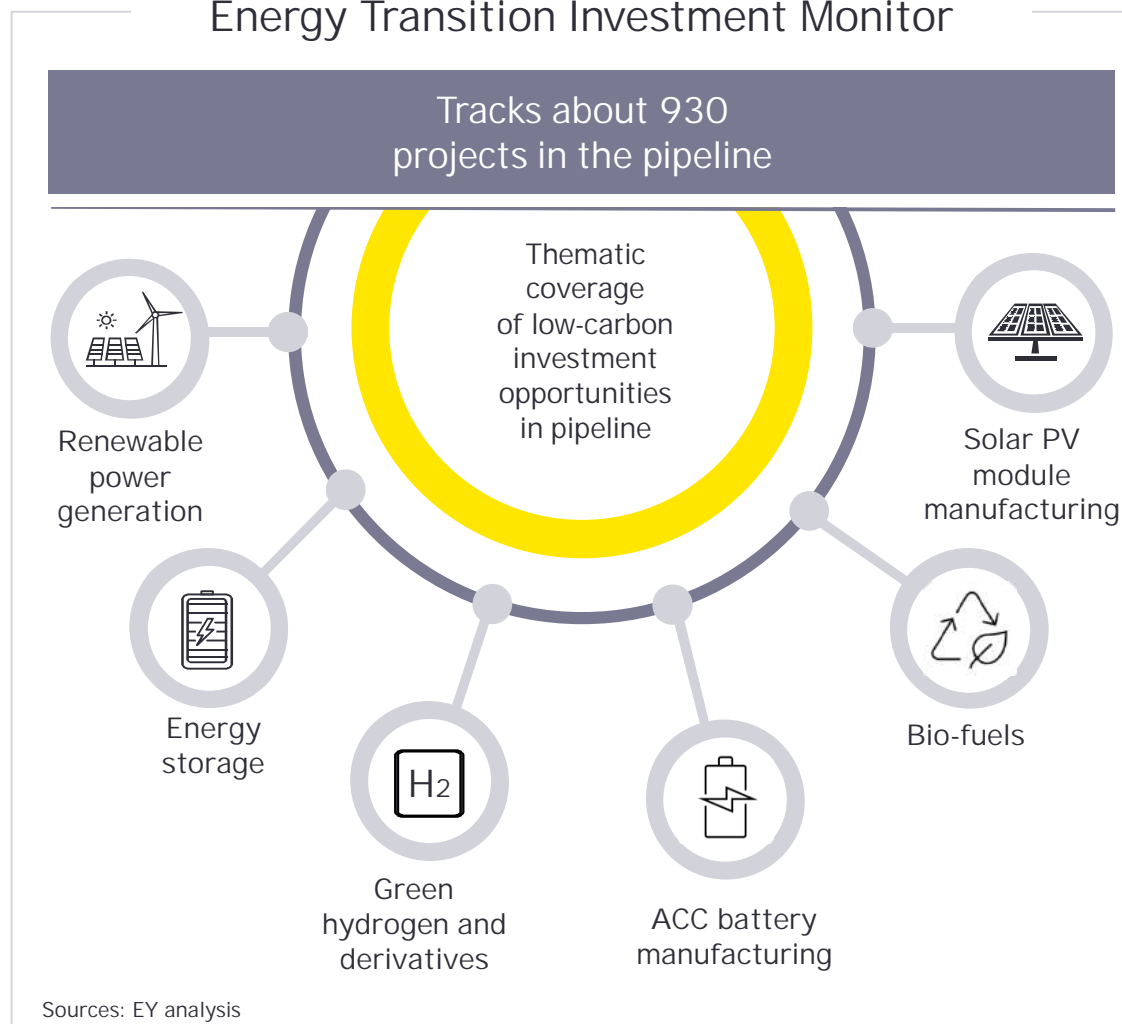 Energy Transition Investment Monitor
Tracks about 930
projects in the pipeline
Thematic
coverage
of low-carbon
investment
opportunities
in pipeline
Renewable
power
generation
Energy
storage
H2
Green
hydrogen and
derivatives
ACC battery
manufacturing
Bio-fuels
Solar PV
module
manufacturing
Sources: EY analysis